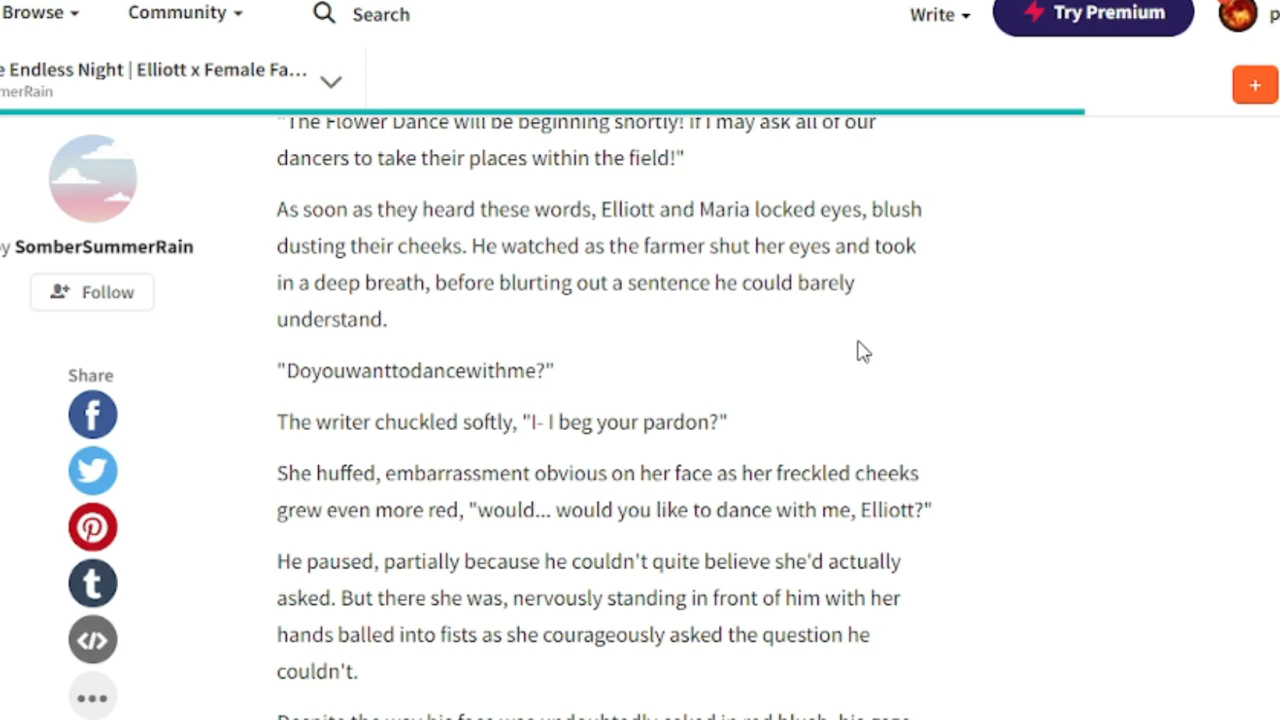 Browse
Community
Search
Write
Try Premium
p
e Endless Night | Elliott x Female Fa...
merRain
+
"The Flower Dance will be beginning shortly! If I may ask all of our
dancers to take their places within the field!"
y SomberSummerRain
Follow
Share
As soon as they heard these words, Elliott and Maria locked eyes, blush
dusting their cheeks. He watched as the farmer shut her eyes and took
in a deep breath, before blurting out a sentence he could barely
understand.
"Doyouwanttodancewithme?"
The writer chuckled softly, "I- I beg your pardon?"
She huffed, embarrassment obvious on her face as her freckled cheeks
grew even more red, "would... would you like to dance with me, Elliott?"
He paused, partially because he couldn't quite believe she'd actually
asked. But there she was, nervously standing in front of him with her
hands balled into fists as she courageously asked the question he
couldn't.